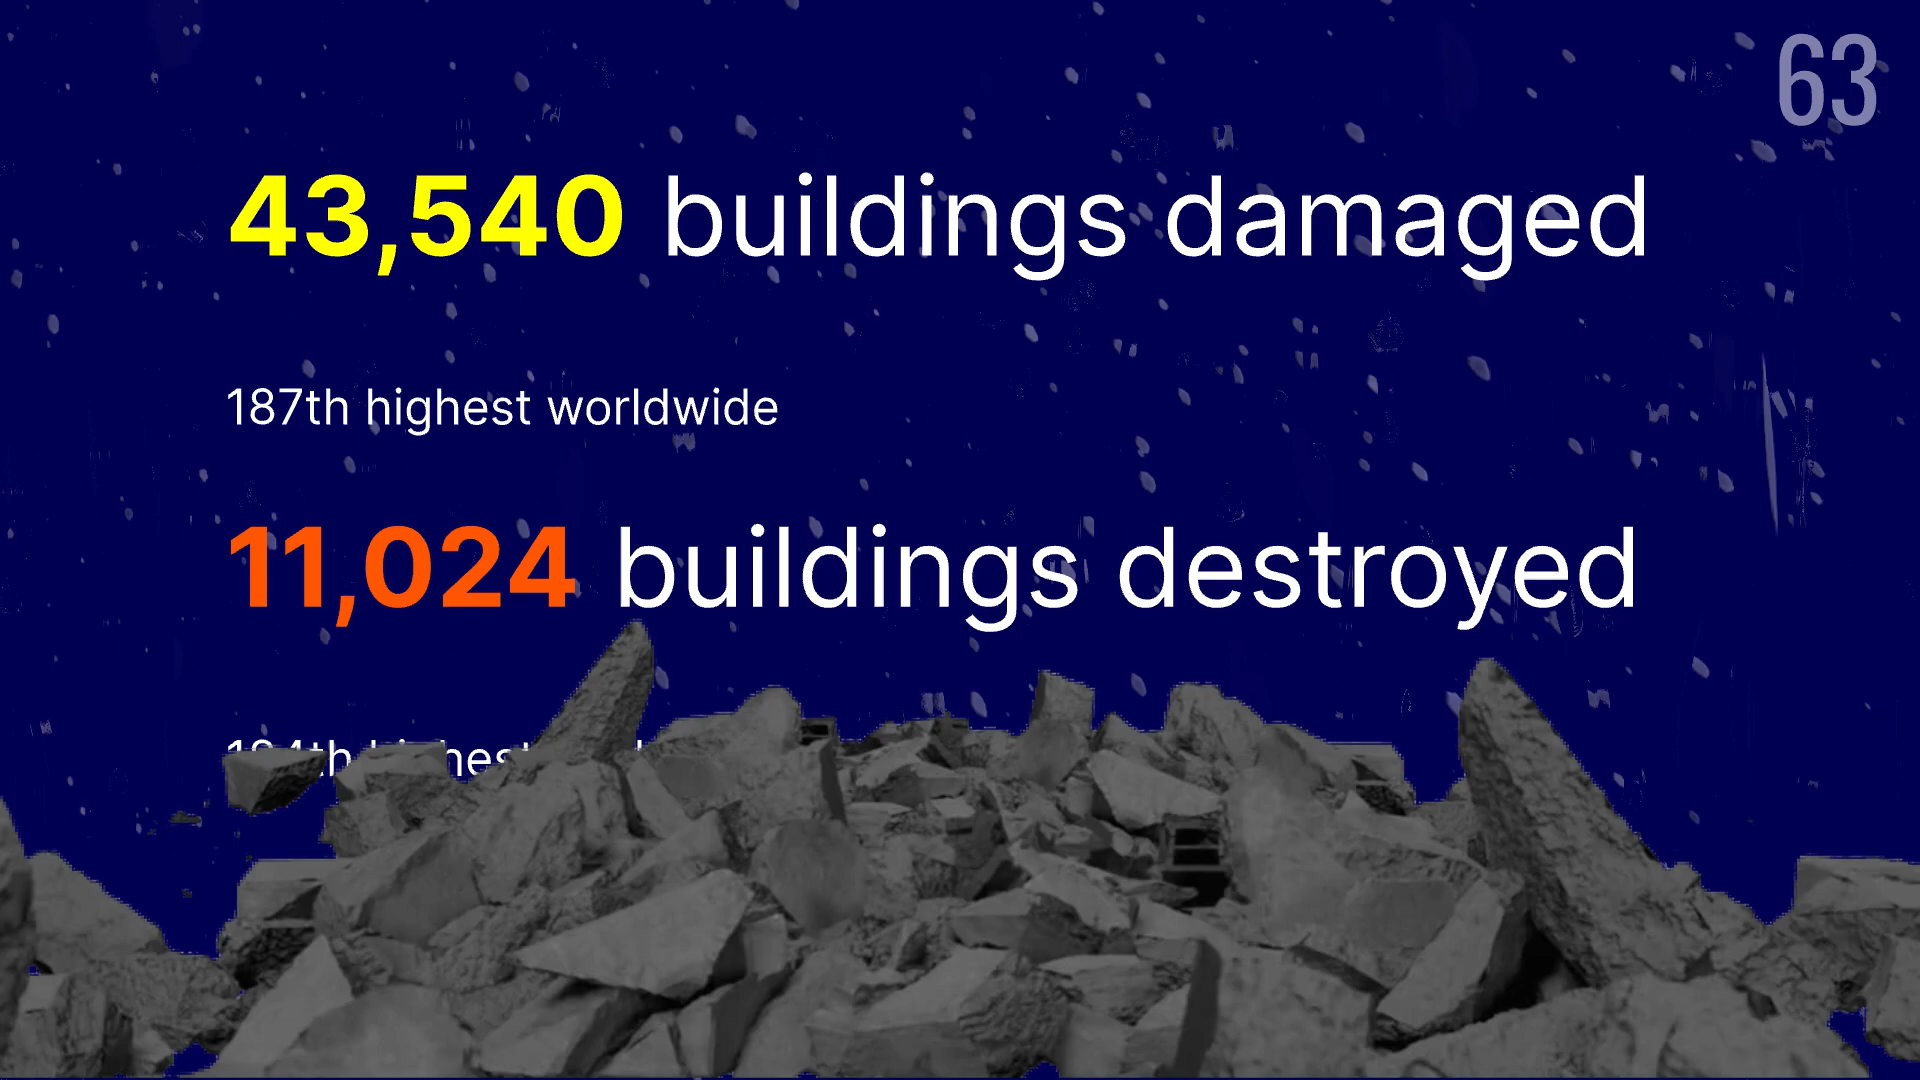 63
43,540 buildings damaged
187th highest worldwide
11,024 buildings destroyed